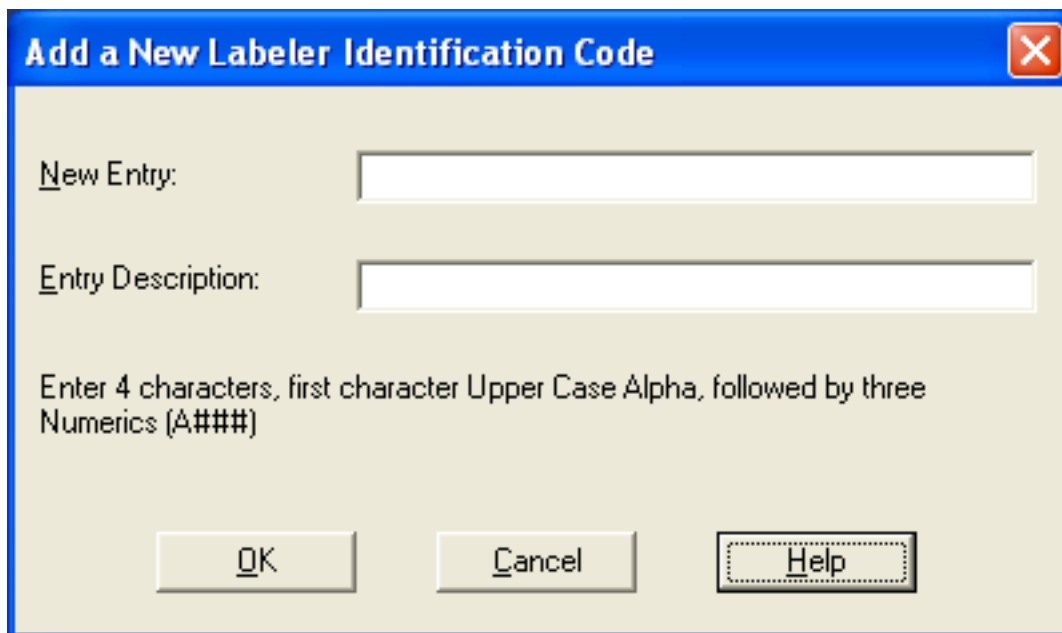 Add a New Labeler Identification Code
New Entry:
Entry Description:
Enter 4 characters, first character Upper Case Alpha, followed by three
Numerics (A###)
OK Cancel Help